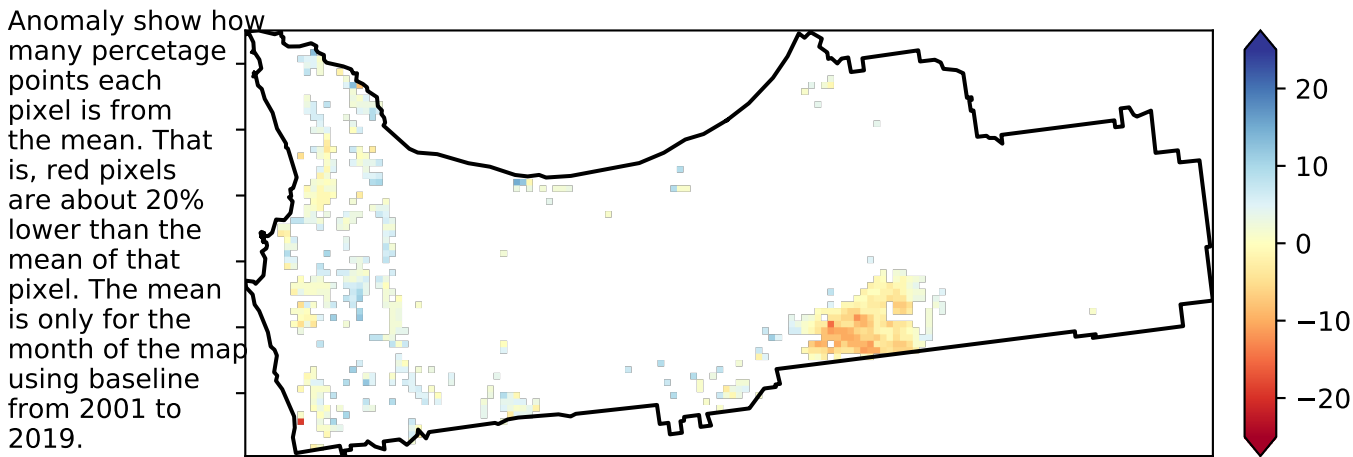 Anomaly show how
many percetage
points each
pixel is from
the mean. That
is, red pixels
are about 20%
lower than the
mean of that
pixel. The mean
is only for the
month of the map
using baseline
from 2001 to
2019.
20
10
0
−10
−20